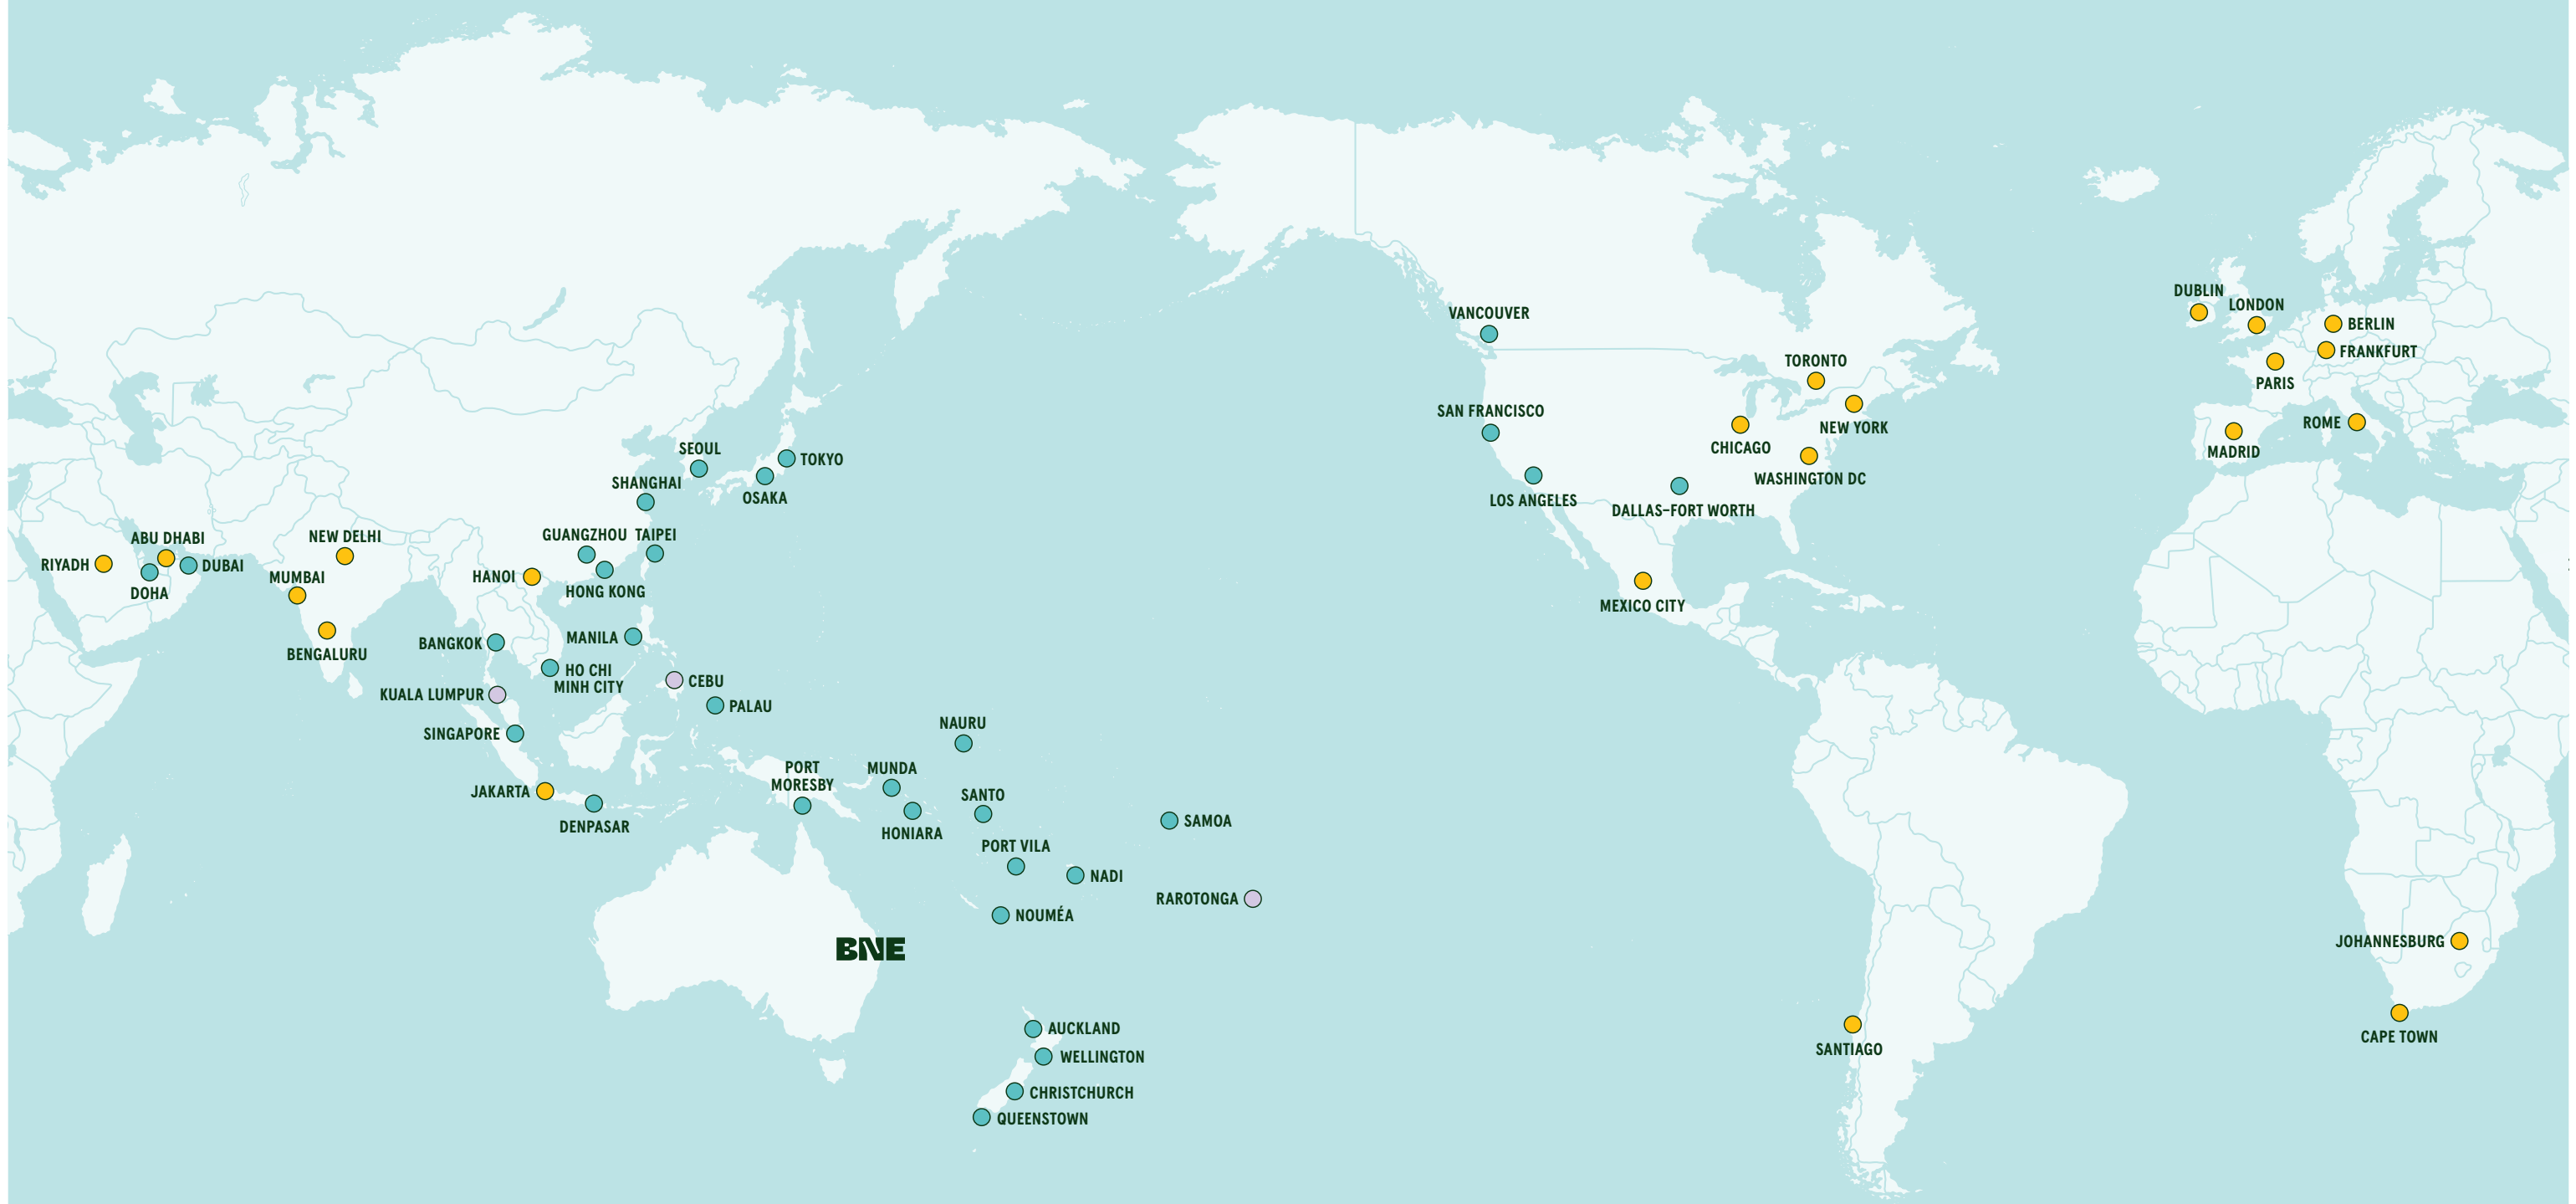 DUBLIN
LONDON
VANCOUVER
BERLIN
FRANKFURT
TORONTO
PARIS
SAN FRANCISCO
NEW YORK
ROME
CHICAGO
MADRID
SEOUL
TOKYO
WASHINGTON DC
SHANGHAI
OSAKA
LOS ANGELES
DALLAS-FORT WORTH
GUANGZHOU
TAIPEI
ABU DHABI
NEW DELHI
RIYADH
DUBAI
MUMBAI
HANOI
DOHA
HONG KONG
MEXICO CITY
BENGALURU
BANGKOK
MANILA
HO CHI
MINH CITY
KUALA LUMPUR
CEBU
PALAU
NAURU
SINGAPORE
PORT
MORESBY
MUNDA
JAKARTA
SANTO
SAMOA
DENPASAR
HONIARA
PORT VILA
NADI
RAROTONGA
NOUMÉA
BNE
JOHANNESBURG
AUCKLAND
CAPE TOWN
SANTIAGO
WELLINGTON
CHRISTCHURCH
QUEENSTOWN